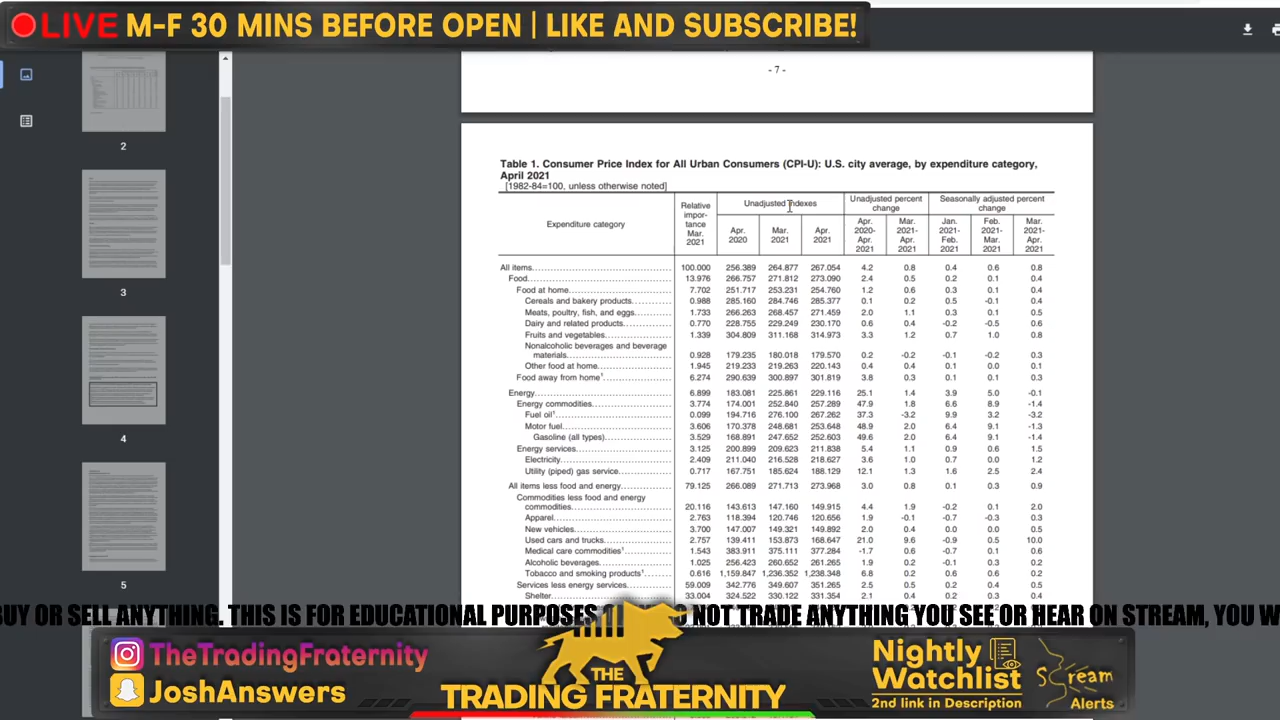 LIVE M-F 30 MINS BEFORE OPEN | LIKE AND SUBSCRIBE!
- 7 -
2
3
4
5
Table 1. Consumer Price Index for All Urban Consumers (CPI-U): U.S. city average, by expenditure category,
April 2021
[1982-84=100, unless otherwise noted]
Expenditure category
Relative importance Mar. 2021
Unadjusted indexes
Unadjusted percent change
Seasonally adjusted percent change
Apr. 2020
Mar. 2021
Apr. 2021
Apr. 2020- Apr. 2021
Mar. 2021- Apr. 2021
Jan. 2021- Feb. 2021
Feb. 2021- Mar. 2021
Mar. 2021- Apr. 2021
All items 100.000 256.389 264.877 267.054 4.2 0.8 0.4 0.6 0.8
Food 13.976 266.757 271.812 273.090 2.4 0.5 0.2 0.1 0.4
Food at home 7.702 251.717 253.231 254.760 1.2 0.6 0.3 0.1 0.4
Cereals and bakery products 0.988 285.160 284.746 285.377 0.1 0.2 0.5 -0.1 0.4
Meats, poultry, fish, and eggs 1.733 266.263 268.457 271.459 2.0 1.1 0.3 0.1 0.5
Dairy and related products 0.770 228.755 229.249 230.170 0.6 0.4 -0.2 -0.5 0.6
Fruits and vegetables 1.339 304.809 311.168 314.973 3.3 1.2 0.7 1.0 0.8
Nonalcoholic beverages and beverage
materials 0.928 179.235 180.018 179.570 0.2 -0.2 -0.1 -0.2 0.3
Other food at home 1.945 219.233 219.263 220.143 0.4 0.4 0.1 0.0 0.1
Food away from home¹ 6.274 290.639 300.897 301.819 3.8 0.3 0.1 0.1 0.3
Energy 6.899 183.081 225.861 229.116 25.1 1.4 3.9 5.0 -0.1
Energy commodities 3.774 174.001 252.840 257.289 47.9 1.8 6.6 8.9 -1.4
Fuel oil¹ 0.099 194.716 276.100 267.262 37.3 -3.2 9.9 3.2 -3.2
Motor fuel 3.606 170.378 248.681 253.648 48.9 2.0 6.4 9.1 -1.3
Gasoline (all types) 3.529 168.891 247.652 252.603 49.6 2.0 6.4 9.1 -1.4
Energy services 3.125 200.899 209.623 211.838 5.4 1.1 0.9 0.6 1.5
Electricity 2.409 211.040 216.528 218.627 3.6 1.0 0.7 0.0 1.2
Utility (piped) gas service 0.717 167.751 185.624 188.129 12.1 1.3 1.6 2.5 2.4
All items less food and energy 79.125 266.089 271.713 273.968 3.0 0.8 0.1 0.3 0.9
Commodities less food and energy
commodities 20.116 143.613 147.160 149.915 4.4 1.9 -0.2 0.1 2.0
Apparel 2.763 118.394 120.746 120.656 1.9 -0.1 -0.7 -0.3 0.3
New vehicles 3.700 147.007 149.321 149.892 2.0 0.4 0.0 0.0 0.5
Used cars and trucks 2.757 139.411 153.873 168.647 21.0 9.6 -0.9 0.5 10.0
Medical care commodities¹ 1.543 383.911 375.111 377.284 -1.7 0.6 -0.7 0.1 0.6
Alcoholic beverages 1.025 256.423 260.652 261.265 1.9 0.2 -0.1 0.3 0.2
Tobacco and smoking products¹ 0.616 1,159.847 1,236.352 1,238.348 6.8 0.2 0.6 0.6 0.2
Services less energy services 59.009 342.776 349.607 351.265 2.5 0.5 0.2 0.4 0.5
Shelter 33.004 324.522 330.122 331.354 2.1 0.4 0.2 0.3 0.4
BUY OR SELL ANYTHING. THIS IS FOR EDUCATIONAL PURPOSES NOT TRADE ANYTHING YOU SEE OR HEAR ON STREAM, YOU
TheTradingFraternity
JoshAnswers
THE
TRADING FRATERNITY
Nightly
Watchlist
2nd link in Description
Scream
Alerts